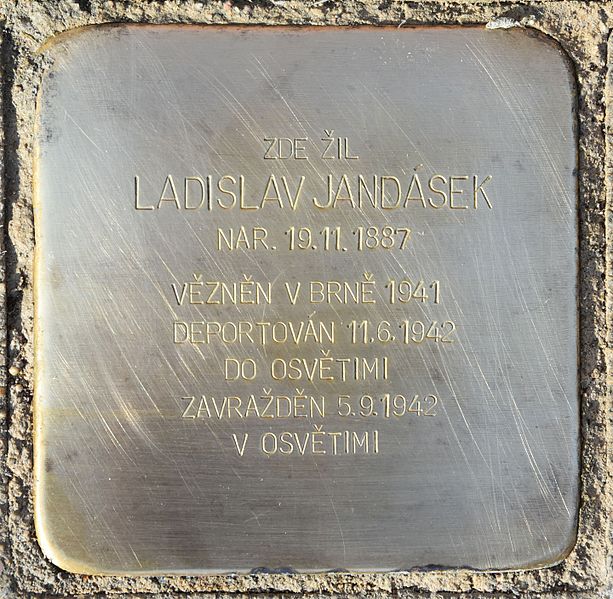 ZDE ŽIL
LADISLAV JANDÁSEK
NAR. 19.11. 1887
VĚZNĚN V BRNĚ 1941
DEPORTOVÁN 11.6.1942
DO OSVĚTIMI
ZAVRAŽDĚN 5.9.1942
V OSVĚTIMI